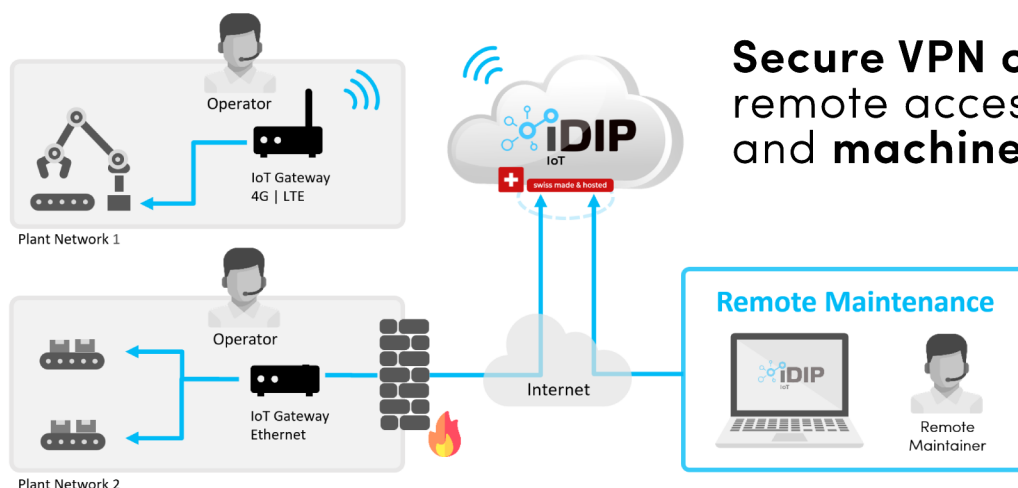 Operator
IoT Gateway
4G | LTE
Plant Network 1
iDIP
IoT
swiss made & hosted
Secure VPN
remote
and machine
Operator
IoT Gateway
Ethernet
Plant Network 2
Internet
Remote Maintenance
iDIP
IoT
Remote
Maintainer